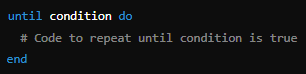 until condition do
  # Code to repeat until condition is true
end